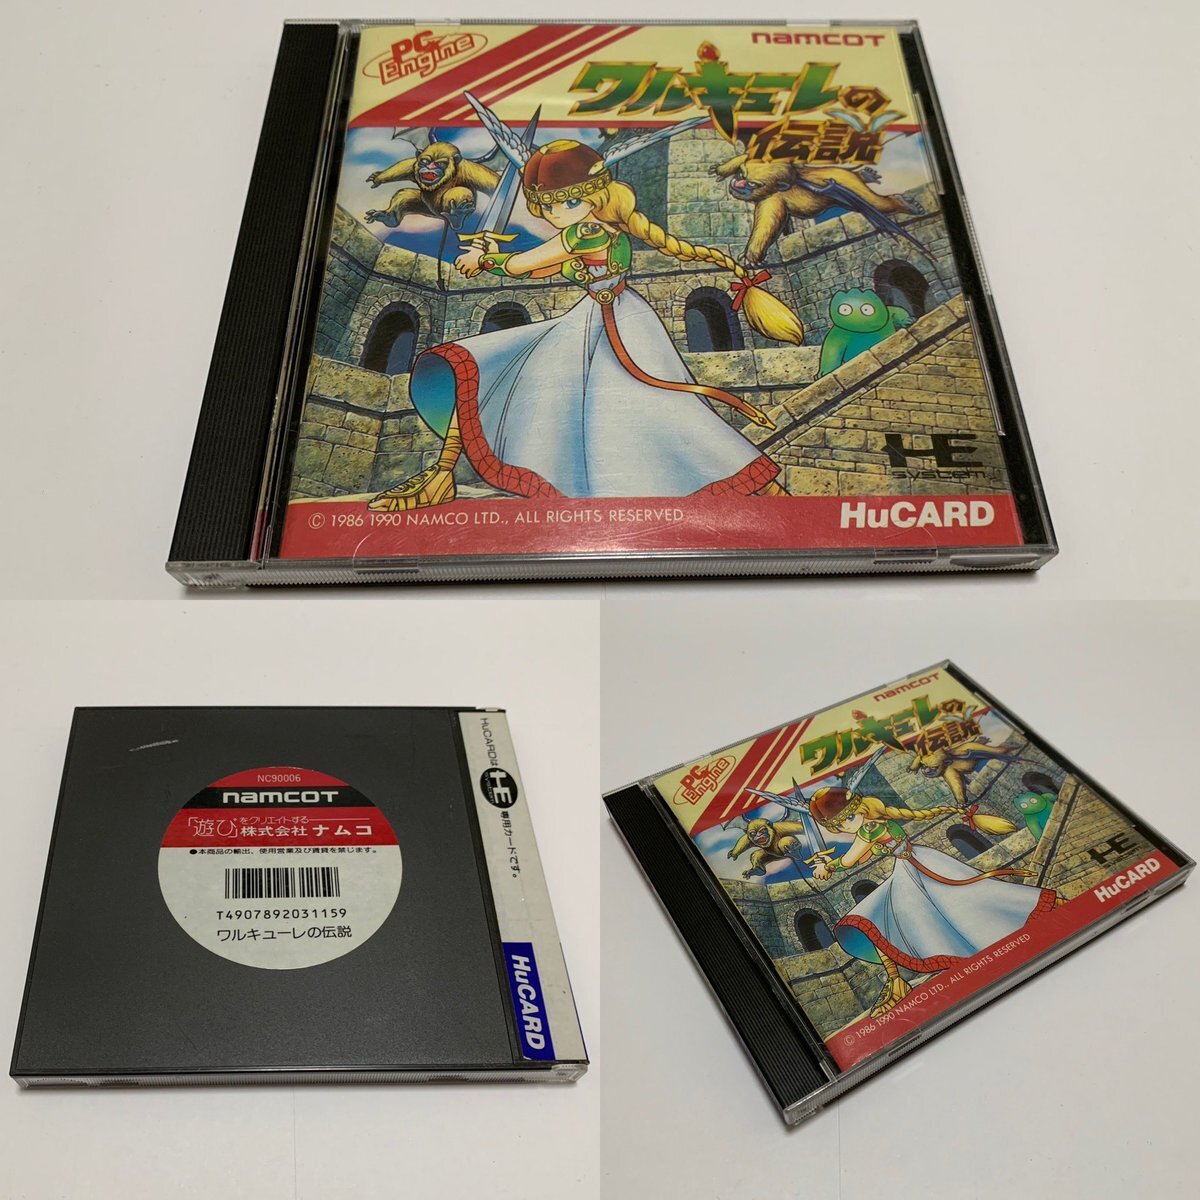 PC Engine
namcoT
ワルキューレの
伝説
HE
SYSTEM
© 1986 1990 NAMCO LTD., ALL RIGHTS RESERVED
HuCARD
NC90006
namcoT
「遊び」をクリエイトする
株式会社ナムコ
●本商品の輸出、使用営業及び賃貸を禁じます。
T4907892031159
ワルキューレの伝説
HuCARDは
HE
専用カードです。
HuCARD
namcoT
PC Engine
ワルキューレの
伝説
HE
HuCARD
© 1986 1990 NAMCO LTD., ALL RIGHTS RESERVED